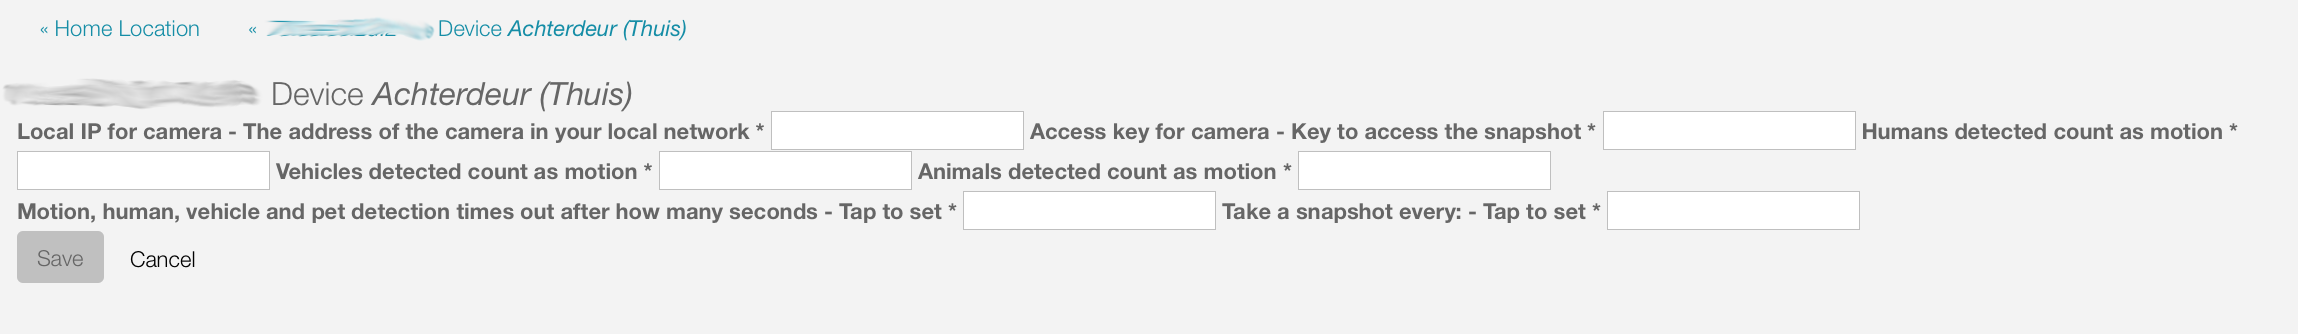 « Home Location « Device Achterdeur (Thuis)
Device Achterdeur (Thuis)
Local IP for camera - The address of the camera in your local network * Access key for camera - Key to access the snapshot * Humans detected count as motion *
Vehicles detected count as motion * Animals detected count as motion *
Motion, human, vehicle and pet detection times out after how many seconds - Tap to set * Take a snapshot every: - Tap to set *
Save Cancel